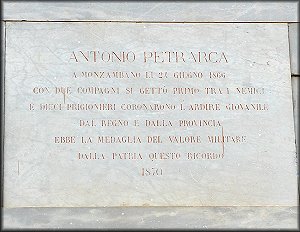 ANTONIO PETRARCA
A MONZAMBANO LI 24 GIUGNO 1866
CON DUE COMPAGNI SI GETTÒ PRIMO TRA I NEMICI
E DIECI PRIGIONIERI CORONARONO L'ARDIRE GIOVANILE
DAL REGNO E DALLA PROVINCIA
EBBE LA MEDAGLIA DEL VALORE MILITARE
DALLA PATRIA QUESTO RICORDO
1870